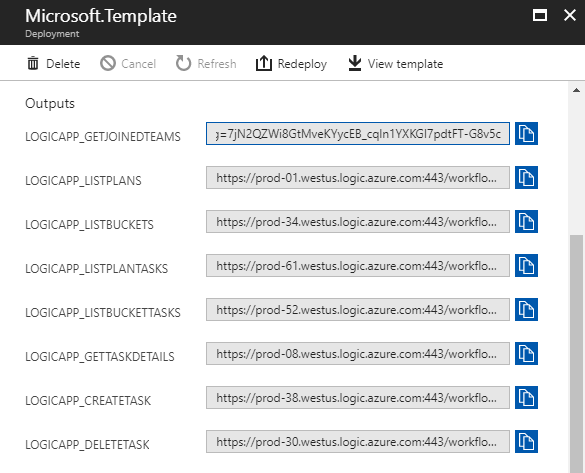 Microsoft.Template
Deployment
Delete Cancel Refresh Redeploy View template
Outputs
LOGICAPP_GETJOINEDTEAMS g=7jN2QZWi8GtMveKYycEB_cqIn1YXKGI7pdtFT-G8v5c
LOGICAPP_LISTPLANS https://prod-01.westus.logic.azure.com:443/workflo...
LOGICAPP_LISTBUCKETS https://prod-34.westus.logic.azure.com:443/workflo...
LOGICAPP_LISTPLANTASKS https://prod-61.westus.logic.azure.com:443/workflo...
LOGICAPP_LISTBUCKETTASKS https://prod-52.westus.logic.azure.com:443/workflo...
LOGICAPP_GETTASKDETAILS https://prod-08.westus.logic.azure.com:443/workflo...
LOGICAPP_CREATETASK https://prod-38.westus.logic.azure.com:443/workflo...
LOGICAPP_DELETETASK https://prod-30.westus.logic.azure.com:443/workflo...